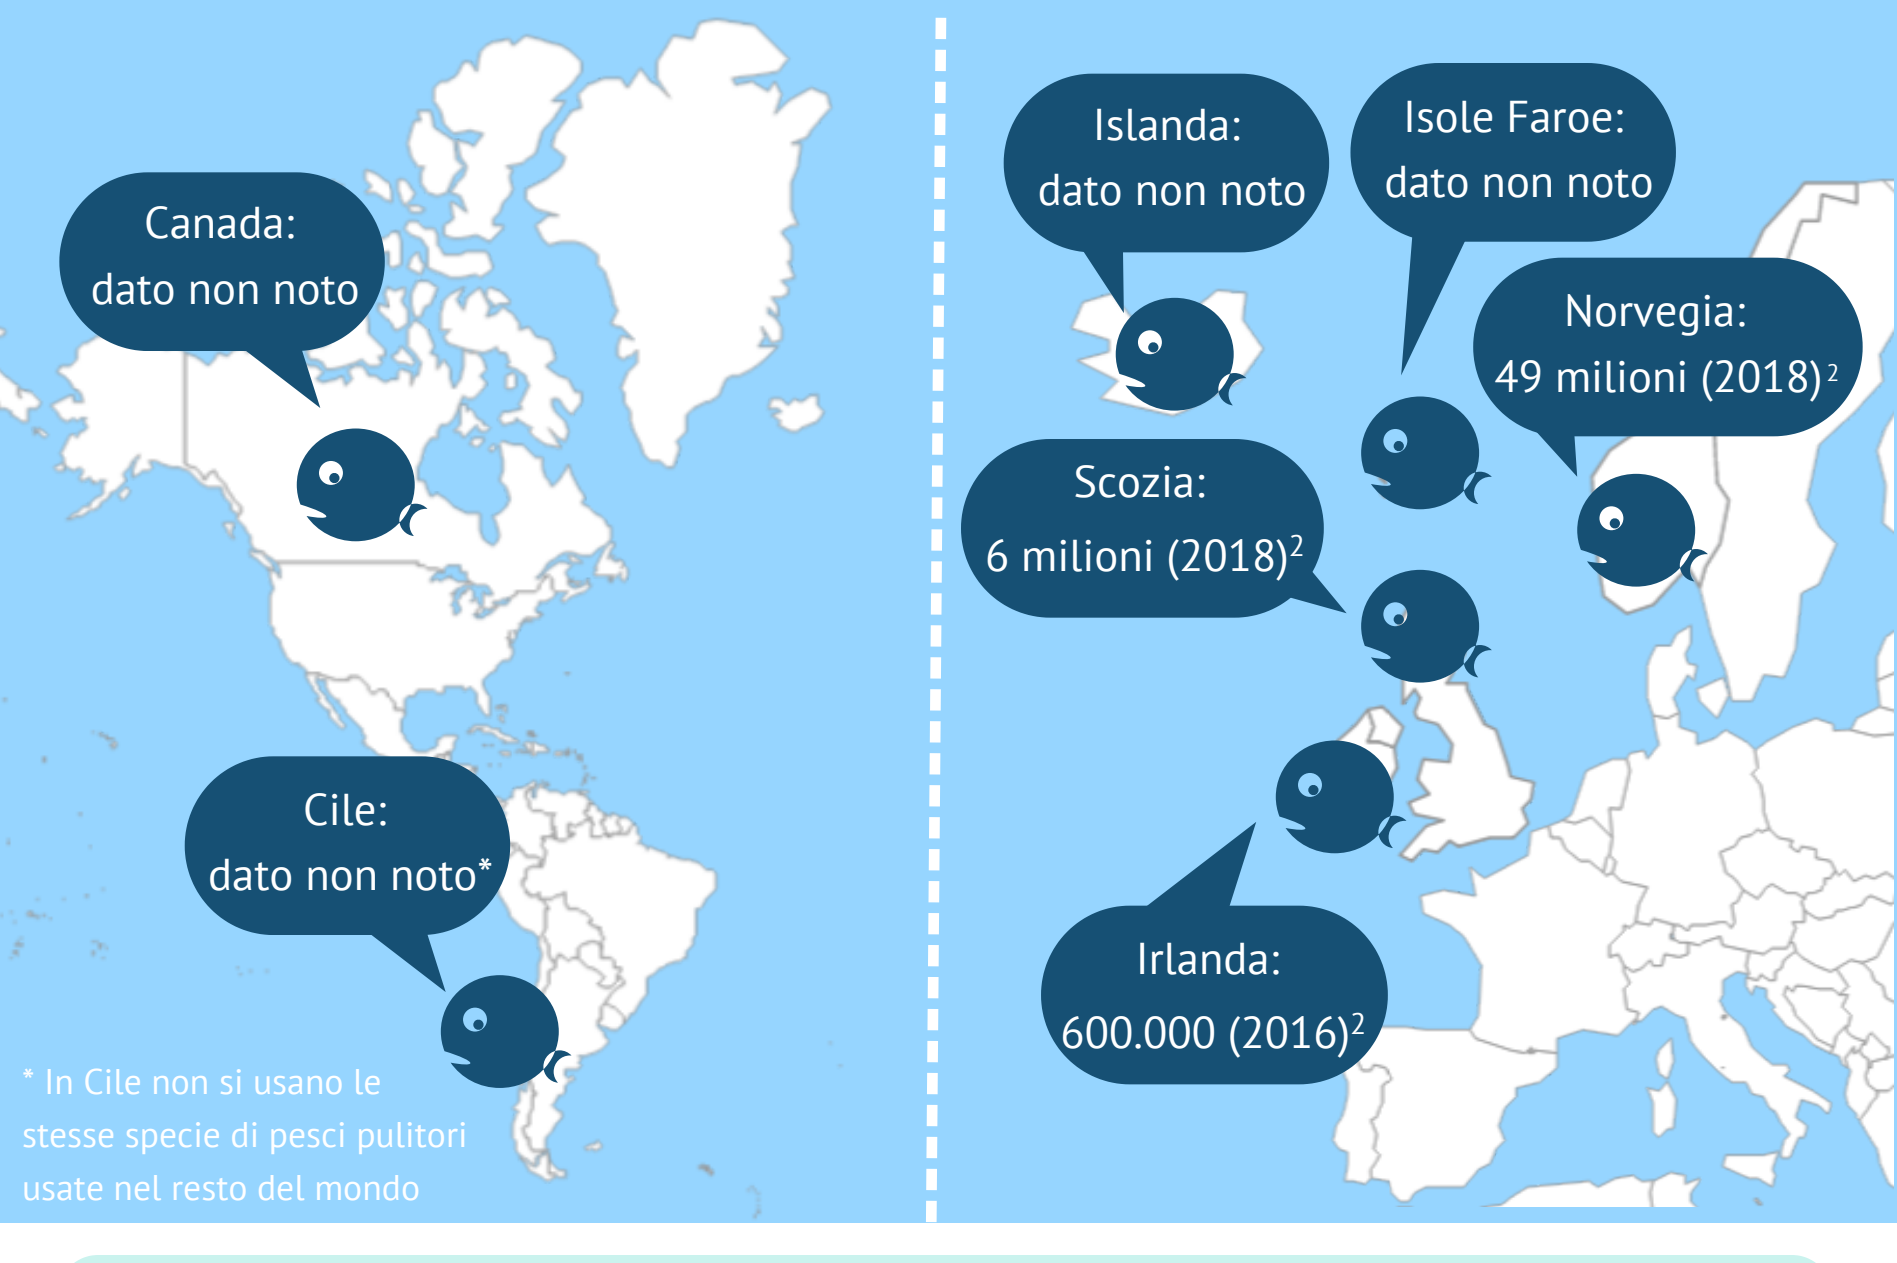 Canada:
dato non noto
Cile:
dato non noto*
* In Cile non si usano le
stesse specie di pesci pulitori
usate nel resto del mondo
Islanda:
dato non noto
Isole Faroe:
dato non noto
Norvegia:
49 milioni (2018)²
Scozia:
6 milioni (2018)²
Irlanda:
600.000 (2016)²